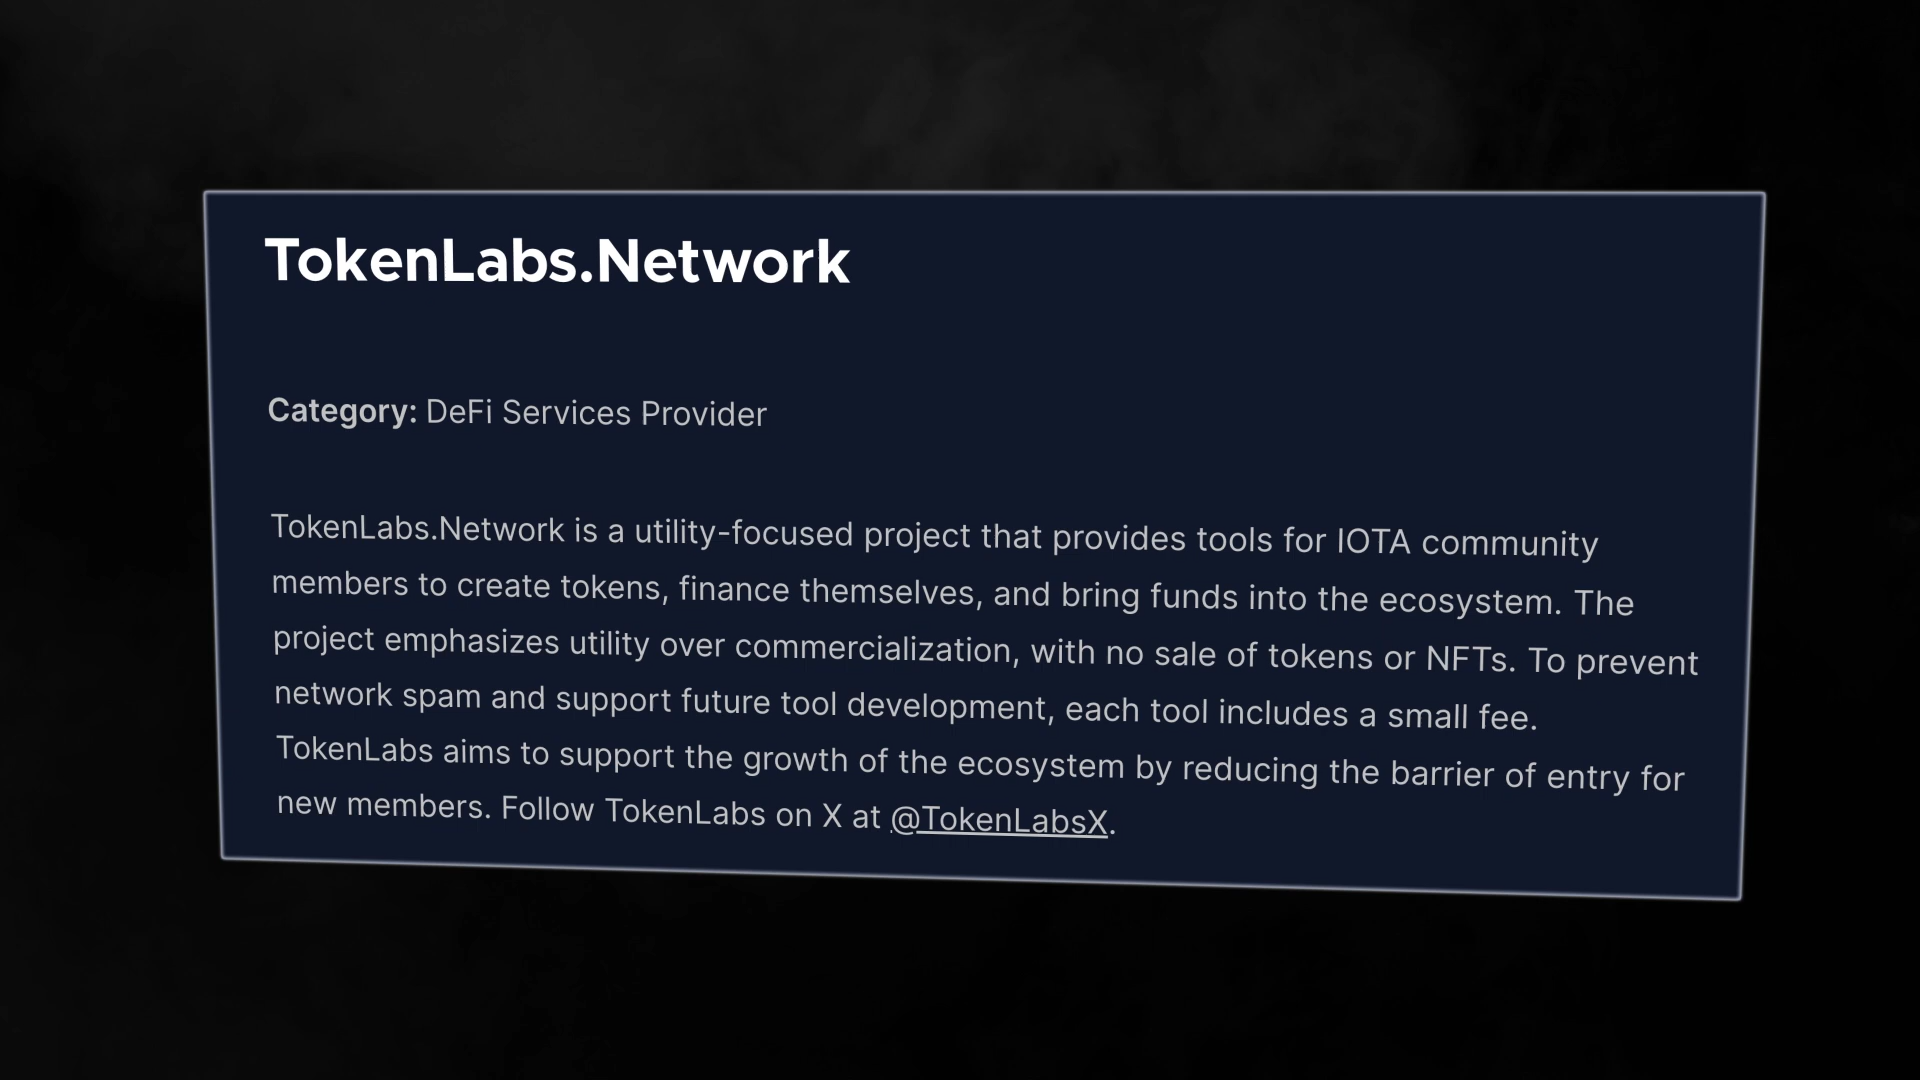 TokenLabs.Network
Category: DeFi Services Provider
TokenLabs.Network is a utility-focused project that provides tools for IOTA community
members to create tokens, finance themselves, and bring funds into the ecosystem. The
project emphasizes utility over commercialization, with no sale of tokens or NFTs. To prevent
network spam and support future tool development, each tool includes a small fee.
TokenLabs aims to support the growth of the ecosystem by reducing the barrier of entry for
new members. Follow TokenLabs on X at @TokenLabsX.